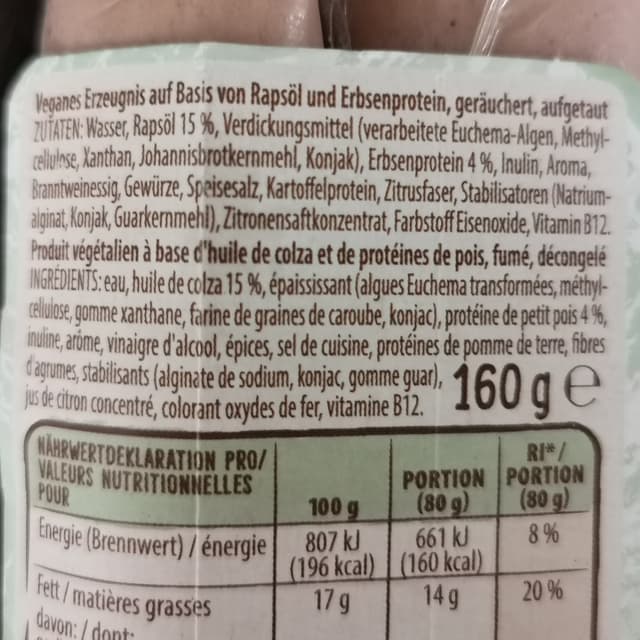 Veganes Erzeugnis auf Basis von Rapsöl und Erbsenprotein, geräuchert, aufgetaut
ZUTATEN: Wasser, Rapsöl 15 %, Verdickungsmittel (verarbeitete Euchema-Algen, Methyl-
cellulose, Xanthan, Johannisbrotkernmehl, Konjak), Erbsenprotein 4 %, Inulin, Aroma,
Branntweinessig, Gewürze, Speisesalz, Kartoffelprotein, Zitrusfaser, Stabilisatoren (Natrium-
alginat, Konjak, Guarkernmehl), Zitronensaftkonzentrat, Farbstoff Eisenoxide, Vitamin B12.
Produit végétalien à base d'huile de colza et de protéines de pois, fumé, décongelé
INGRÉDIENTS: eau, huile de colza 15 %, épaississant (algues Euchema transformées, méthyl-
cellulose, gomme xanthane, farine de graines de caroube, konjac), protéine de petit pois 4 %,
inuline, arôme, vinaigre d'alcool, épices, sel de cuisine, protéines de pomme de terre, fibres
d'agrumes, stabilisants (alginate de sodium, konjac, gomme guar),
jus de citron concentré, colorant oxydes de fer, vitamine B12.
160 g e
NÄHRWERTDEKLARATION PRO/
VALEURS NUTRITIONNELLES
POUR
100 g
PORTION
(80 g)
RI*/
PORTION
(80 g)
Energie (Brennwert) / énergie
807 kJ
(196 kcal)
661 kJ
(160 kcal)
8 %
Fett / matières grasses
17 g
14 g
20 %
davon: / dont: